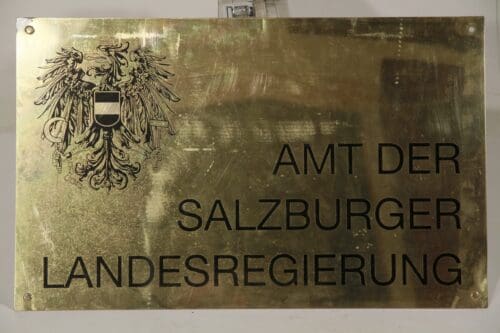 AMT DER
SALZBURGER
LANDESREGIERUNG